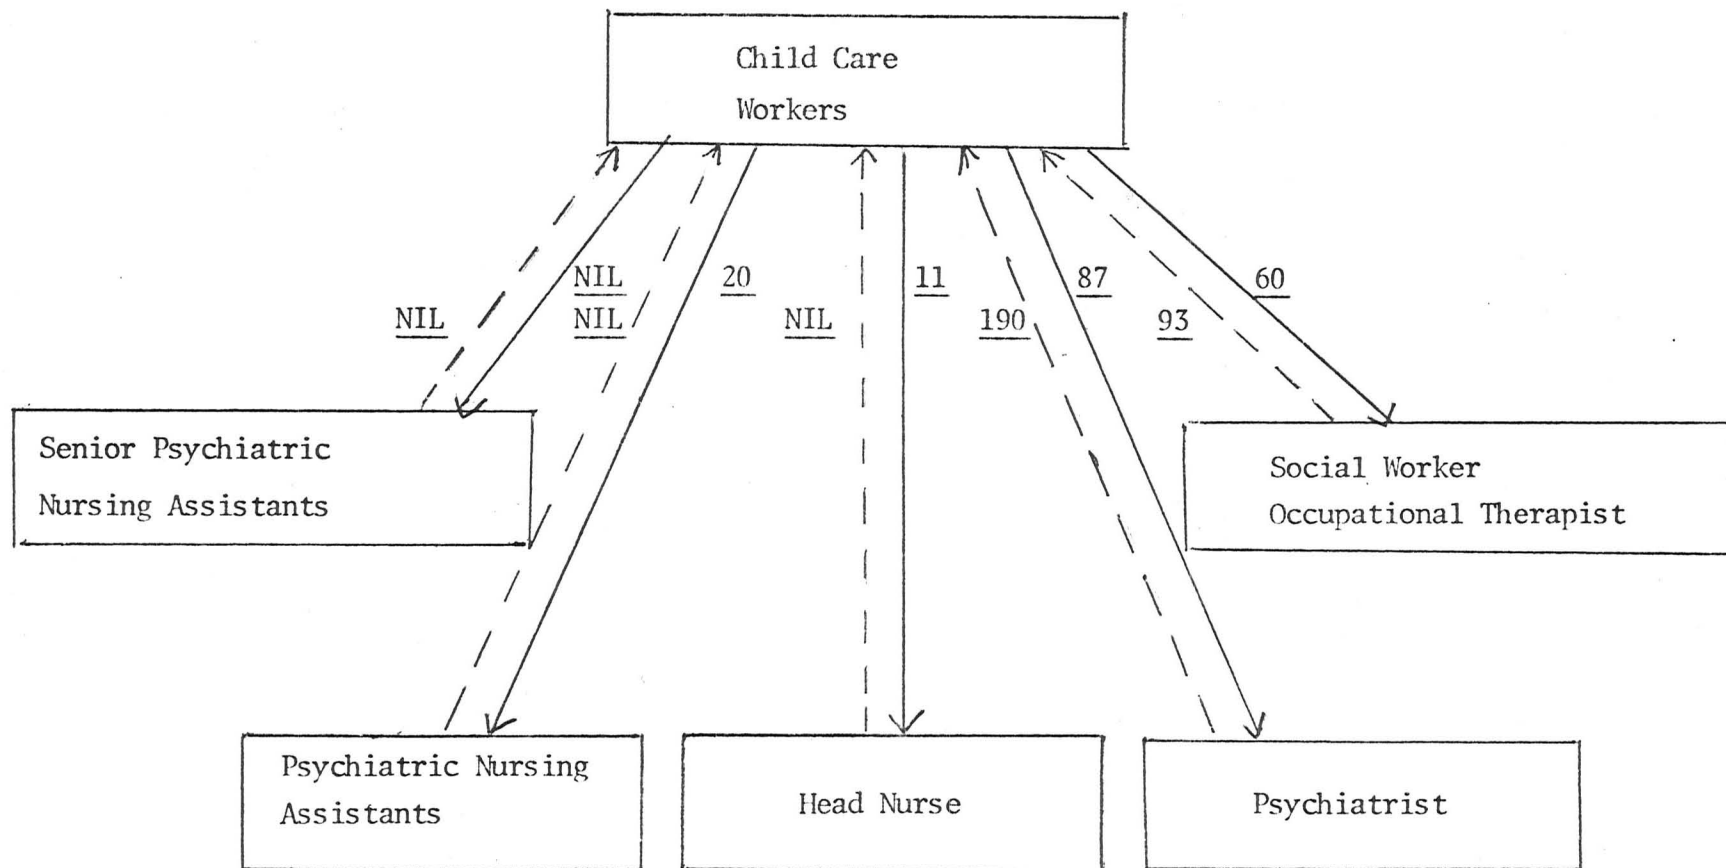 Child Care
Workers
NIL 20 11 87 60
NIL NIL NIL 190 93
Senior Psychiatric
Nursing Assistants
Social Worker
Occupational Therapist
Psychiatric Nursing
Assistants
Head Nurse
Psychiatrist